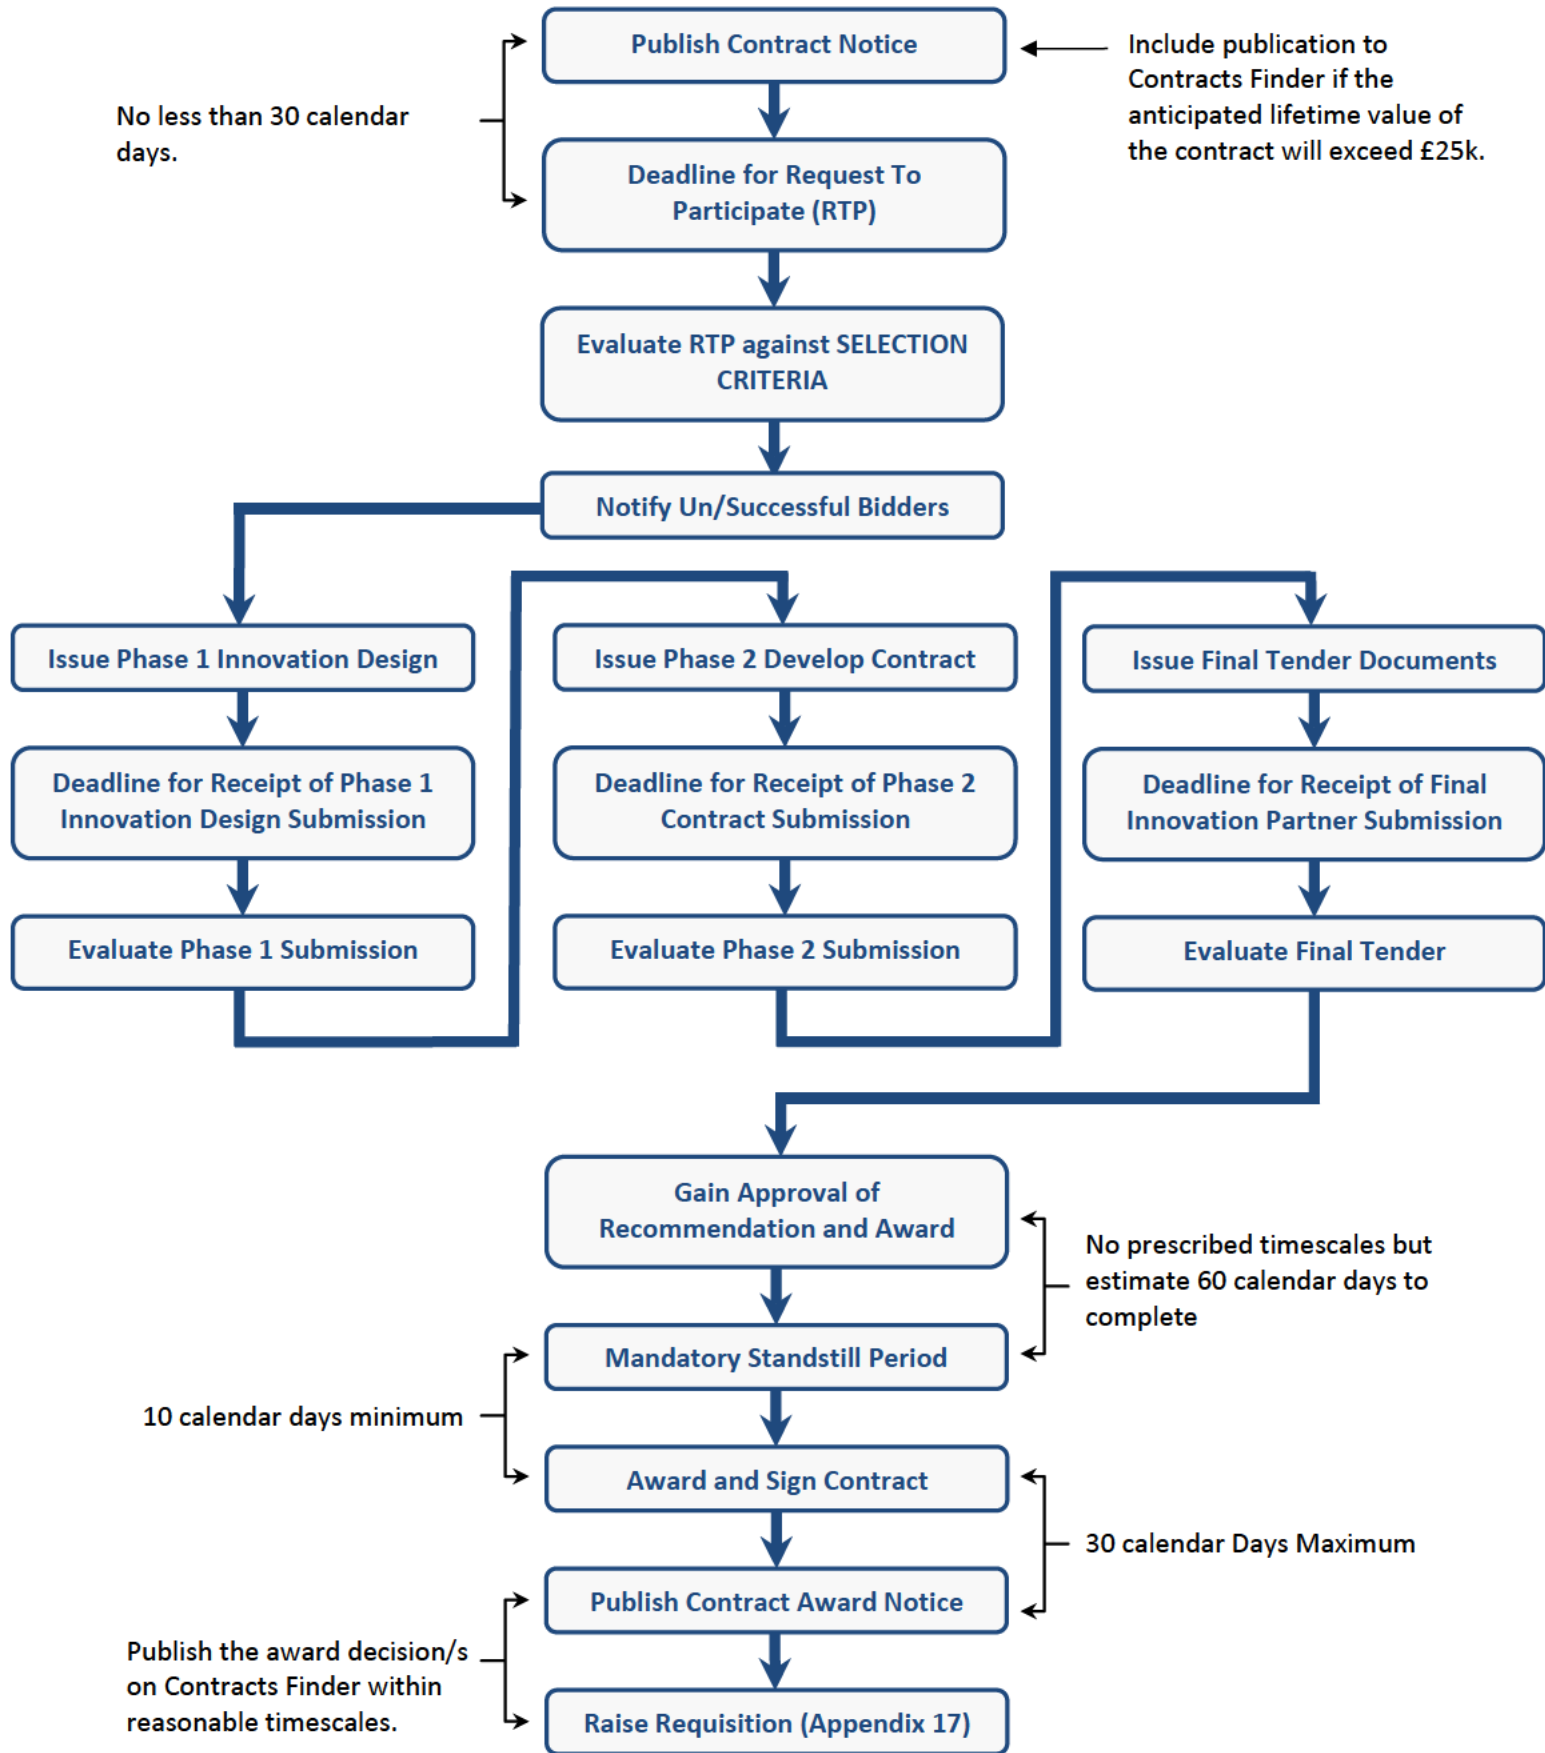 Publish Contract Notice
Include publication to
Contracts Finder if the
anticipated lifetime value of
the contract will exceed £25k.
No less than 30 calendar
days.
Deadline for Request To
Participate (RTP)
Evaluate RTP against SELECTION
CRITERIA
Notify Un/Successful Bidders
Issue Phase 1 Innovation Design
Deadline for Receipt of Phase 1
Innovation Design Submission
Evaluate Phase 1 Submission
Issue Phase 2 Develop Contract
Deadline for Receipt of Phase 2
Contract Submission
Evaluate Phase 2 Submission
Issue Final Tender Documents
Deadline for Receipt of Final
Innovation Partner Submission
Evaluate Final Tender
Gain Approval of
Recommendation and Award
No prescribed timescales but
estimate 60 calendar days to
complete
Mandatory Standstill Period
10 calendar days minimum
Award and Sign Contract
30 calendar Days Maximum
Publish Contract Award Notice
Publish the award decision/s
on Contracts Finder within
reasonable timescales.
Raise Requisition (Appendix 17)